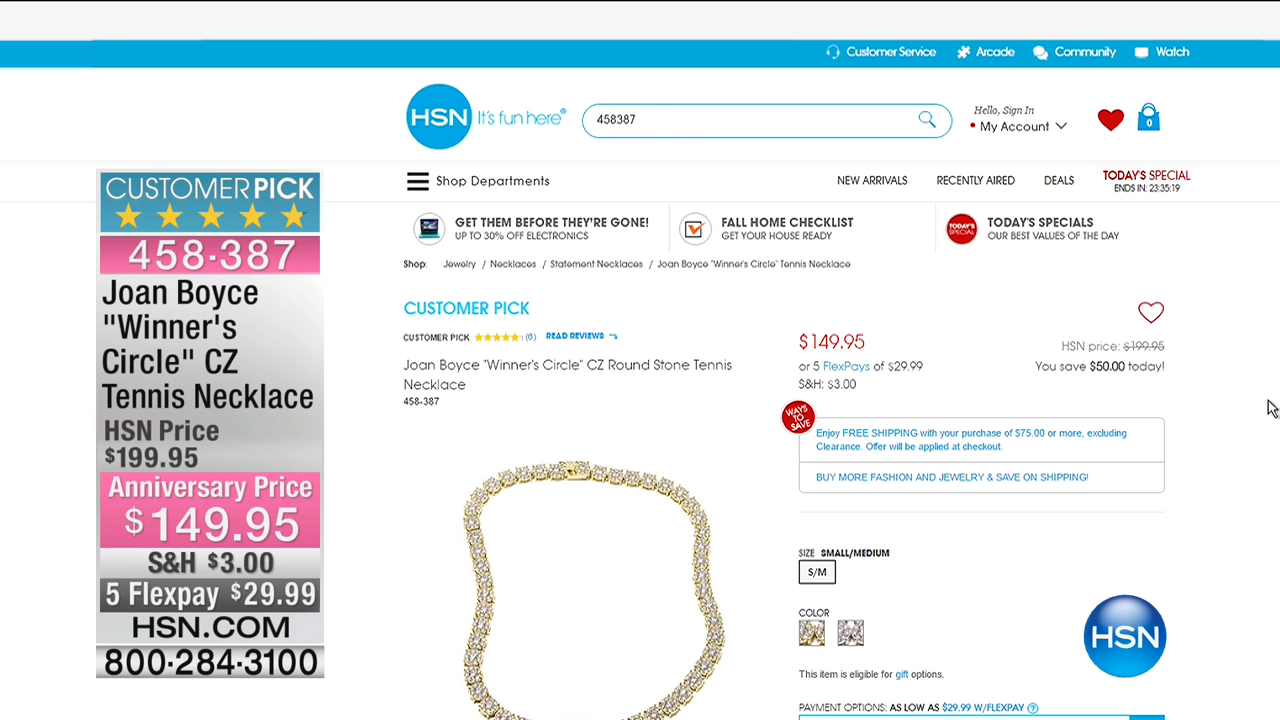 Customer Service
Arcade
Community
Watch
HSN
It's fun here®
458387
Hello, Sign In
My Account
0
CUSTOMERPICK
458-387
Joan Boyce
"Winner's
Circle" CZ
Tennis Necklace
HSN Price
$199.95
Anniversary Price
$149.95
S&H $3.00
5 Flexpay $29.99
HSN.COM
800-284-3100
Shop Departments
NEW ARRIVALS
RECENTLY AIRED
DEALS
TODAY'S SPECIAL
ENDS IN: 23:35:19
GET THEM BEFORE THEY'RE GONE!
UP TO 30% OFF ELECTRONICS
FALL HOME CHECKLIST
GET YOUR HOUSE READY
TODAY'S
SPECIAL
TODAY'S SPECIALS
OUR BEST VALUES OF THE DAY
Shop: Jewelry / Necklaces / Statement Necklaces / Joan Boyce "Winner's Circle" Tennis Necklace
CUSTOMER PICK
CUSTOMER PICK (6) READ REVIEWS
Joan Boyce "Winner's Circle" CZ Round Stone Tennis
Necklace
458-387
$149.95
HSN price: $199.95
or 5 FlexPays of $29.99
You save $50.00 today!
S&H: $3.00
WAYS
TO
SAVE
Enjoy FREE SHIPPING with your purchase of $75.00 or more, excluding
Clearance. Offer will be applied at checkout.
BUY MORE FASHION AND JEWELRY & SAVE ON SHIPPING!
SIZE SMALL/MEDIUM
S/M
COLOR
HSN
This item is eligible for gift options.
PAYMENT OPTIONS: AS LOW AS $29.99 W/FLEXPAY ?